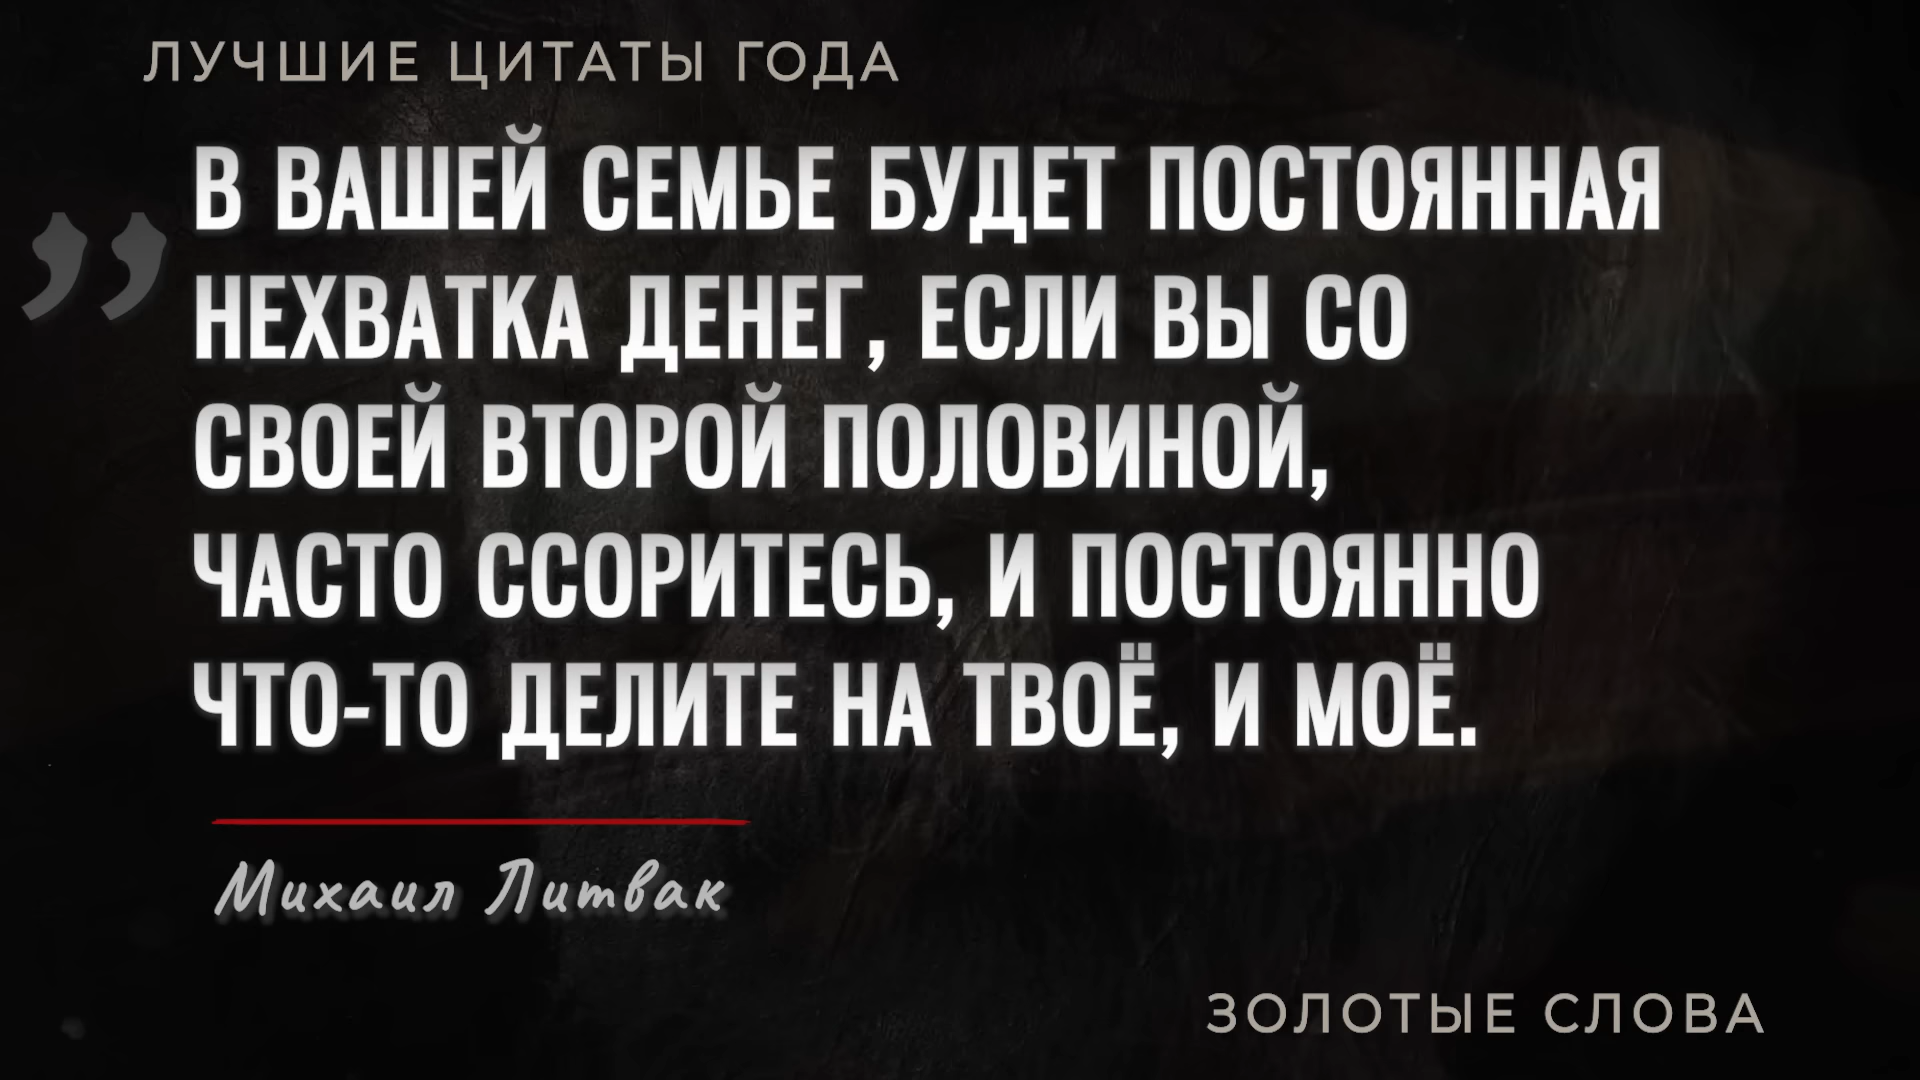 ЛУЧШИЕ ЦИТАТЫ ГОДА
”
В ВАШЕЙ СЕМЬЕ БУДЕТ ПОСТОЯННАЯ
НЕХВАТКА ДЕНЕГ, ЕСЛИ ВЫ СО
СВОЕЙ ВТОРОЙ ПОЛОВИНОЙ,
ЧАСТО ССОРИТЕСЬ, И ПОСТОЯННО
ЧТО-ТО ДЕЛИТЕ НА ТВОЁ, И МОЁ.
Михаил Литвак
ЗОЛОТЫЕ СЛОВА